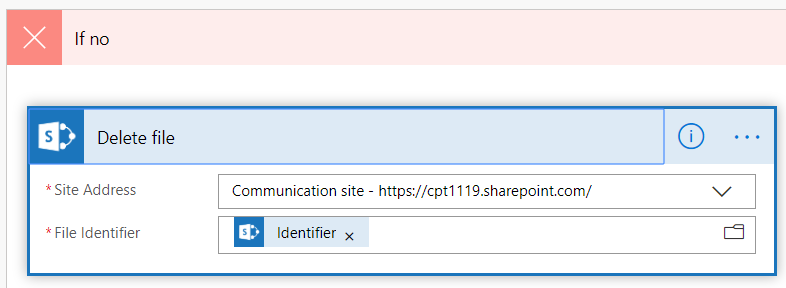 If no
S Delete file
* Site Address Communication site - https://cpt1119.sharepoint.com/
* File Identifier S Identifier ×